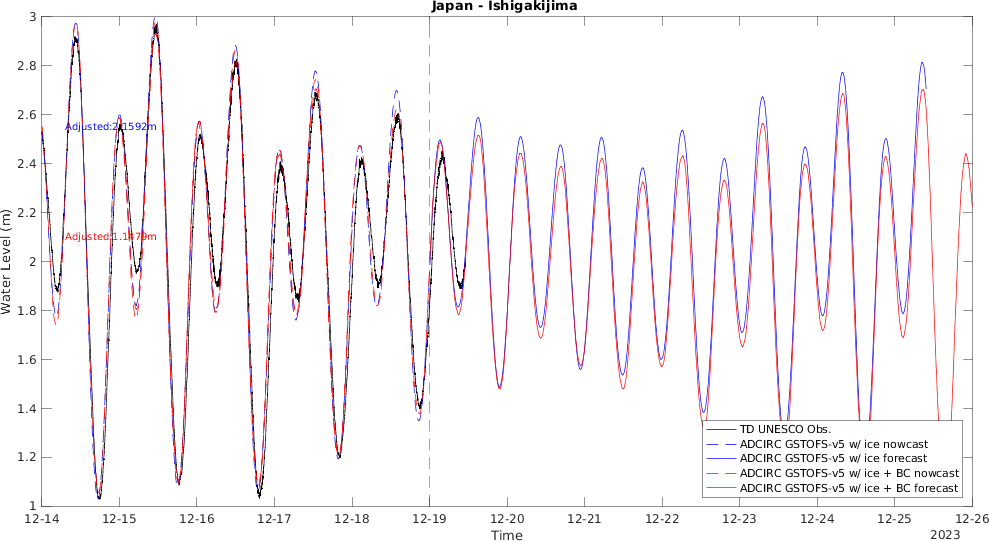 Japan - Ishigakijima
3
2.8
2.6
2.4
2.2
2
1.8
1.6
1.4
1.2
1
Water Level (m)
Adjusted:2.1592m
Adjusted:1.1479m
TD UNESCO Obs.
ADCIRC GSTOFS-v5 w/ ice nowcast
ADCIRC GSTOFS-v5 w/ ice forecast
ADCIRC GSTOFS-v5 w/ ice + BC nowcast
ADCIRC GSTOFS-v5 w/ ice + BC forecast
12-14 12-15 12-16 12-17 12-18 12-19 12-20 12-21 12-22 12-23 12-24 12-25 12-26
Time
2023